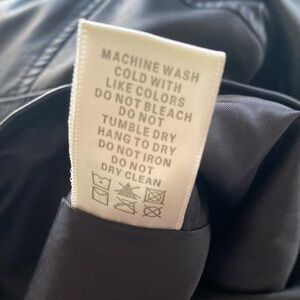 MACHINE WASH
COLD WITH
LIKE COLORS
DO NOT BLEACH
DO NOT
TUMBLE DRY
HANG TO DRY
DO NOT IRON
DO NOT
DRY CLEAN